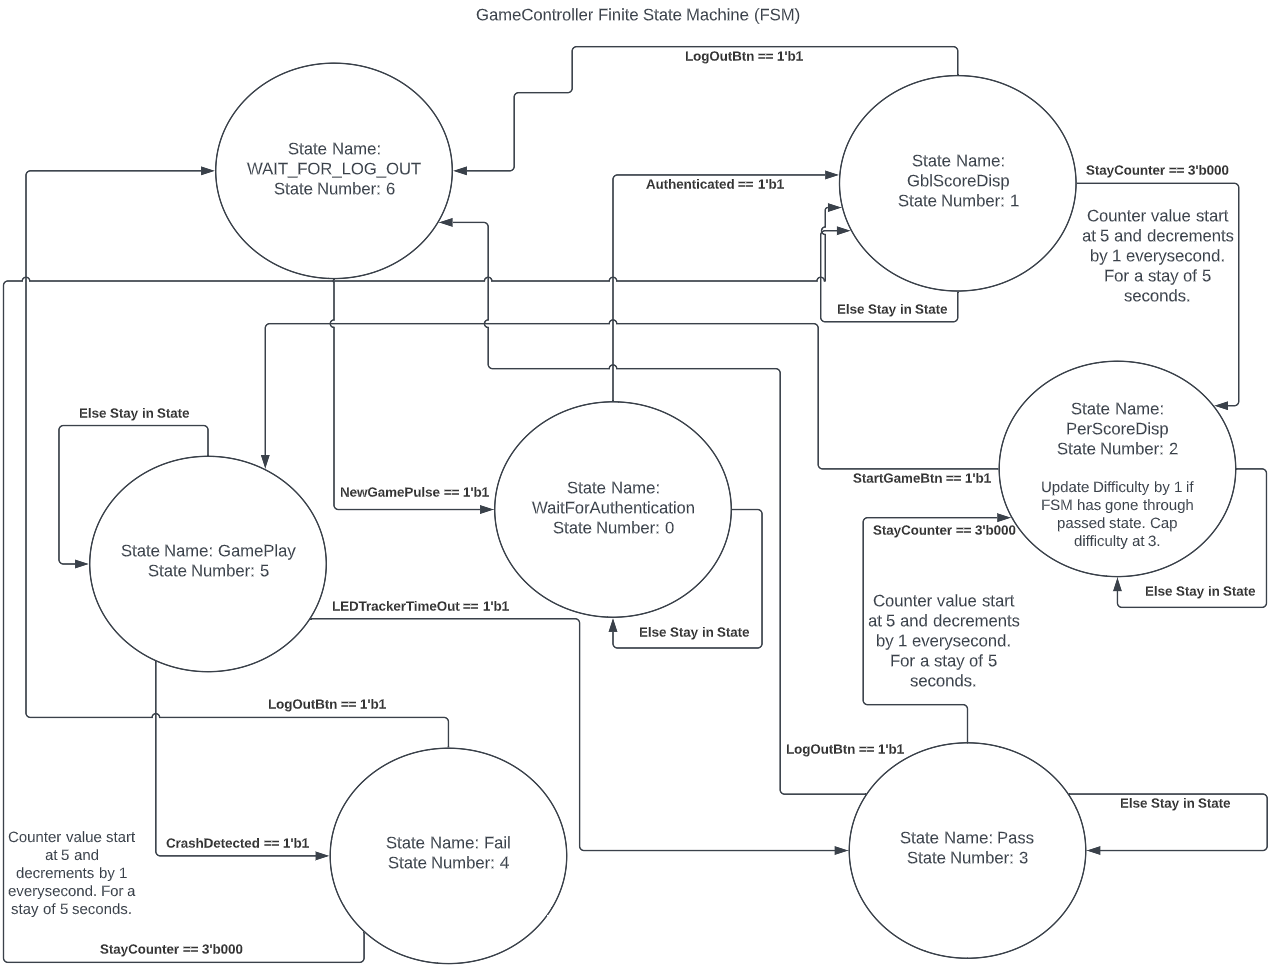 GameController Finite State Machine (FSM)
LogOutBtn == 1'b1
State Name:
WAIT_FOR_LOG_OUT
State Number: 6
State Name:
GblScoreDisp
State Number: 1
Authenticated == 1'b1
StayCounter == 3'b000
Counter value start
at 5 and decrements
by 1 everysecond.
For a stay of 5
seconds.
Else Stay in State
Else Stay in State
State Name:
PerScoreDisp
State Number: 2
Update Difficulty by 1 if
FSM has gone through
passed state. Cap
difficulty at 3.
StartGameBtn == 1'b1
NewGamePulse == 1'b1
State Name:
WaitForAuthentication
State Number: 0
StayCounter == 3'b000
State Name: GamePlay
State Number: 5
Else Stay in State
LEDTrackerTimeOut == 1'b1
Else Stay in State
Counter value start
at 5 and decrements
by 1 everysecond.
For a stay of 5
seconds.
LogOutBtn == 1'b1
LogOutBtn == 1'b1
Else Stay in State
CrashDetected == 1'b1
State Name: Fail
State Number: 4
State Name: Pass
State Number: 3
Counter value start
at 5 and
decrements by 1
everysecond. For a
stay of 5 seconds.
StayCounter == 3'b000